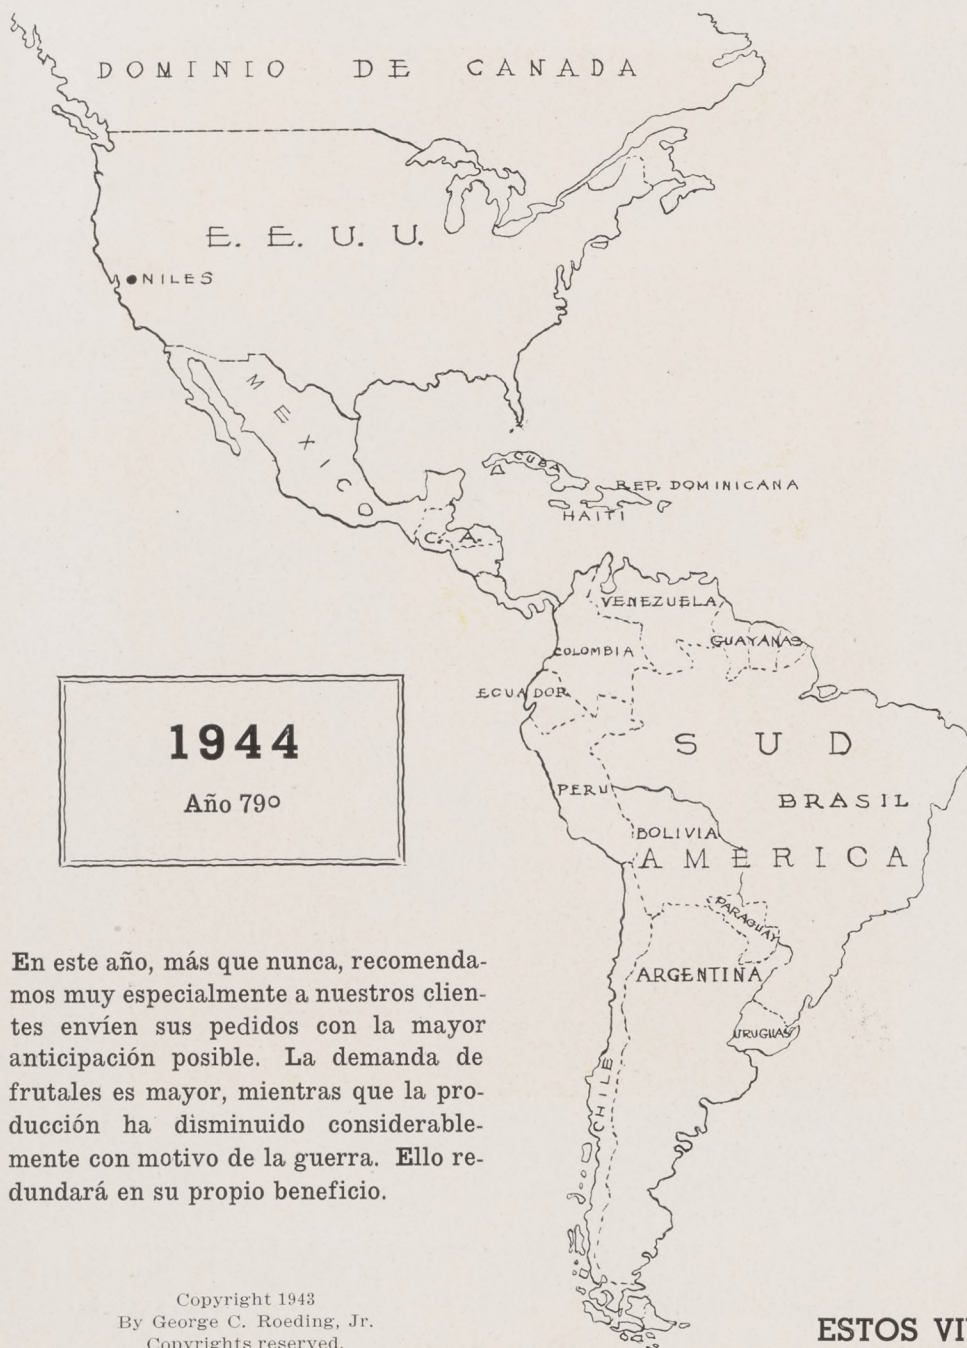 DOMINIO DE CANADA
E. E. U. U.
NILES
MEXICO
CUBA
REP. DOMINICANA
HAITI
C. A.
VENEZUELA
GUAYANAS
COLOMBIA
ECUADOR
SUD
PERU
BRASIL
BOLIVIA
AMERICA
PARAGUAY
ARGENTINA
URUGUAY
CHILE
1944
Año 79º
En este año, más que nunca, recomenda-
mos muy especialmente a nuestros clien-
tes envíen sus pedidos con la mayor
anticipación posible. La demanda de
frutales es mayor, mientras que la pro-
ducción ha disminuido considerable-
mente con motivo de la guerra. Ello re-
dundará en su propio beneficio.
Copyright 1943
By George C. Roeding, Jr.
Copyrights reserved.
ESTOS